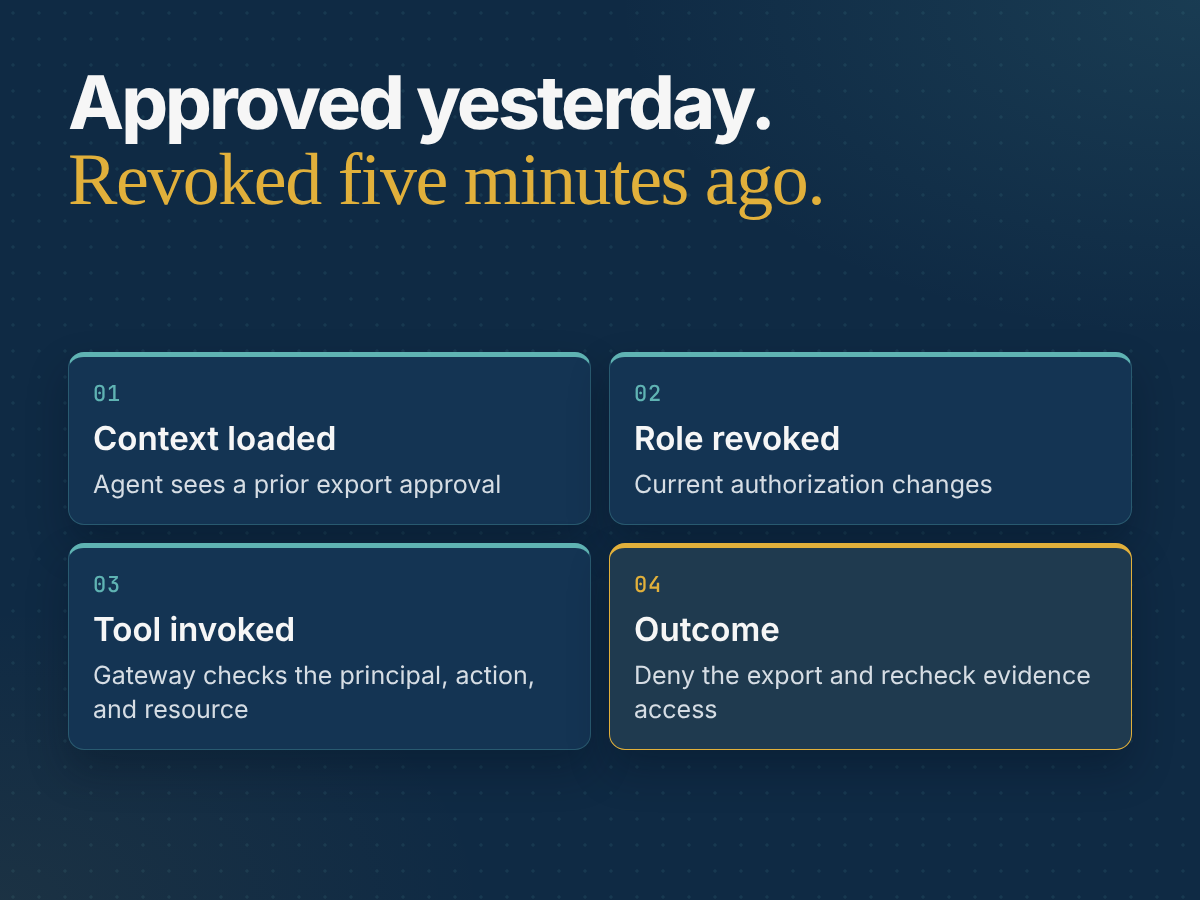 Approved yesterday.
Revoked five minutes ago.
01
Context loaded
Agent sees a prior export approval
02
Role revoked
Current authorization changes
03
Tool invoked
Gateway checks the principal, action,
and resource
04
Outcome
Deny the export and recheck evidence
access